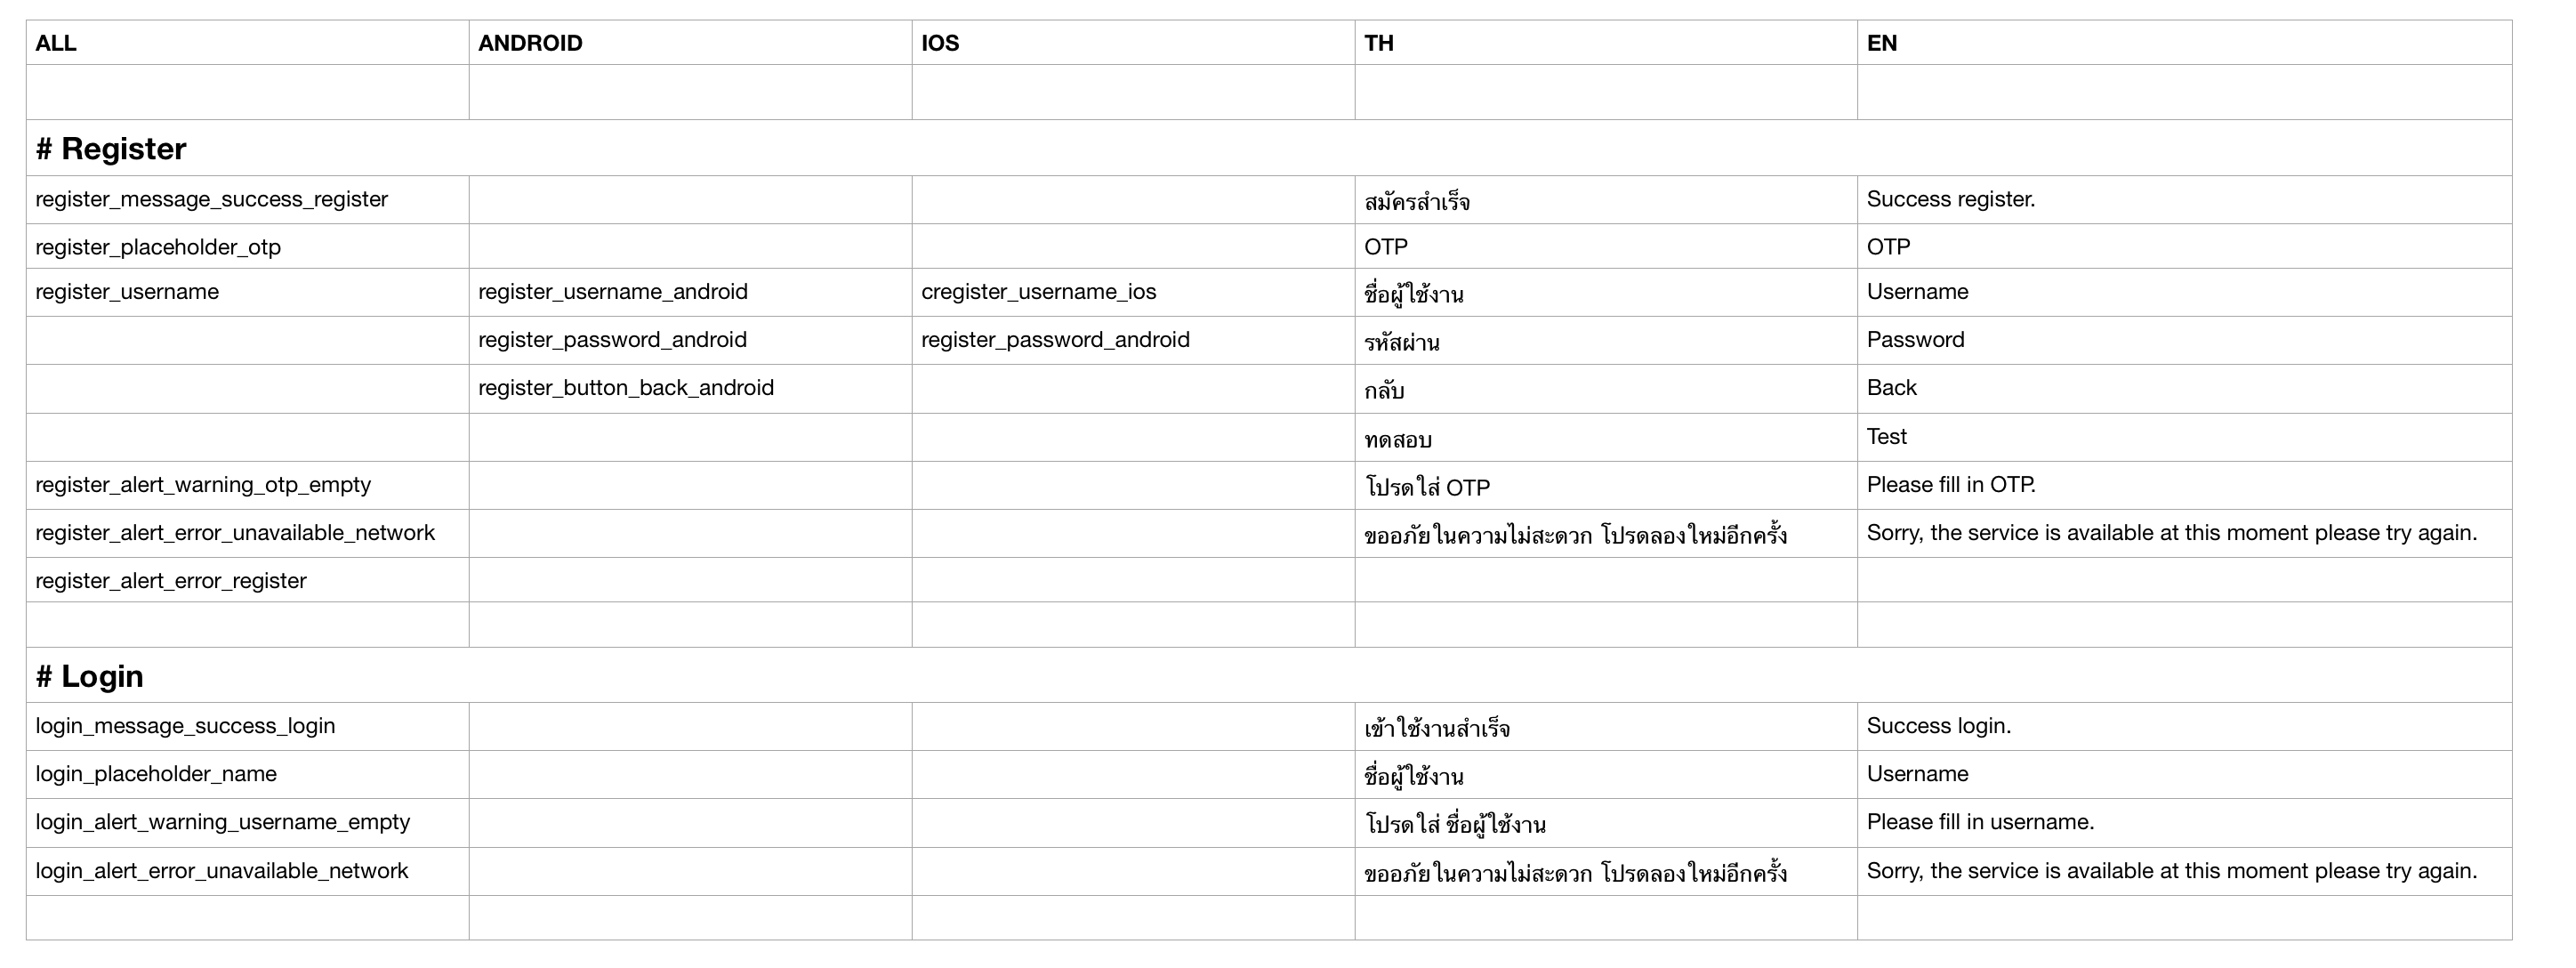 ALL ANDROID IOS TH EN
# Register
register_message_success_register สมัครสำเร็จ Success register.
register_placeholder_otp OTP OTP
register_username register_username_android cregister_username_ios ชื่อผู้ใช้งาน Username
register_password_android register_password_android รหัสผ่าน Password
register_button_back_android กลับ Back
ทดสอบ Test
register_alert_warning_otp_empty โปรดใส่ OTP Please fill in OTP.
register_alert_error_unavailable_network ขออภัยในความไม่สะดวก โปรดลองใหม่อีกครั้ง Sorry, the service is available at this moment please try again.
register_alert_error_register
# Login
login_message_success_login เข้าใช้งานสำเร็จ Success login.
login_placeholder_name ชื่อผู้ใช้งาน Username
login_alert_warning_username_empty โปรดใส่ ชื่อผู้ใช้งาน Please fill in username.
login_alert_error_unavailable_network ขออภัยในความไม่สะดวก โปรดลองใหม่อีกครั้ง Sorry, the service is available at this moment please try again.